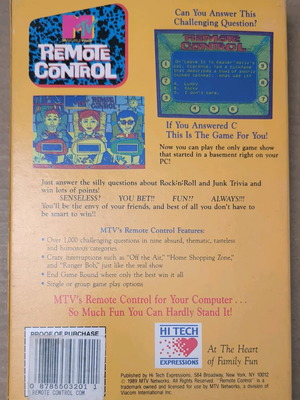 MTV
REMOTE
CONTROL
Can You Answer This
Challenging Question?
REMOTE
CONTROL
If You Answered C
This Is The Game For You!
Now you can play the only game show
that started in a basement right on your
PC!
Just answer the silly questions about Rock/n/Roll and Junk Trivia and
win lots of points!
SENSELESS? YOU BET!! FUN?? ALWAYS!!!
You'll be the envy of your friends, and best of all you don't have to
be smart to win!!
MTV's Remote Control Features:
• Over 1,000 challenging questions in nine absurd, thematic, tasteless
and humorous categories
• Crazy interruptions such as "Off the Air," "Home Shopping Zone,"
and "Ranger Bob," just like the real show
• End Game Bound when only the best win it all
• Single or group game play options
MTV's Remote Control for Your Computer . . .
So Much Fun You Can Hardly Stand It!
PROOF OF PURCHASE
0 8785503201 1
REMOTE CONTROL COM
HI TECH
EXPRESSIONS
At The Heart
of Family Fun
Published by Hi Tech Expressions, 584 Broadway, New York, NY 10012
© 1989 MTV Networks. All Rights Reserved. "Remote Control" is a
trademark owned and licensed for use by MTV Networks, a division of
Viacom International Inc.